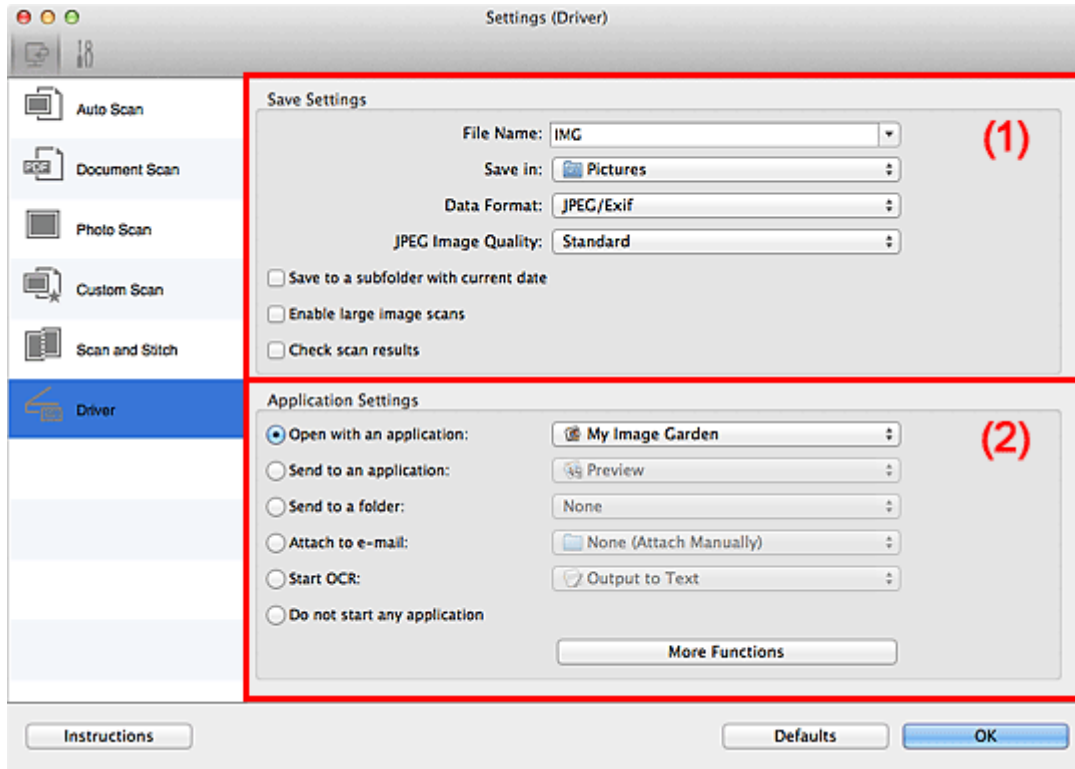 Settings (Driver)
Auto Scan
Document Scan
Photo Scan
Custom Scan
Scan and Stitch
Driver
Save Settings
(1)
File Name: IMG
Save in: Pictures
Data Format: JPEG/Exif
JPEG Image Quality: Standard
Save to a subfolder with current date
Enable large image scans
Check scan results
Application Settings
(2)
Open with an application: My Image Garden
Send to an application: Preview
Send to a folder: None
Attach to e-mail: None (Attach Manually)
Start OCR: Output to Text
Do not start any application
More Functions
Instructions
Defaults
OK